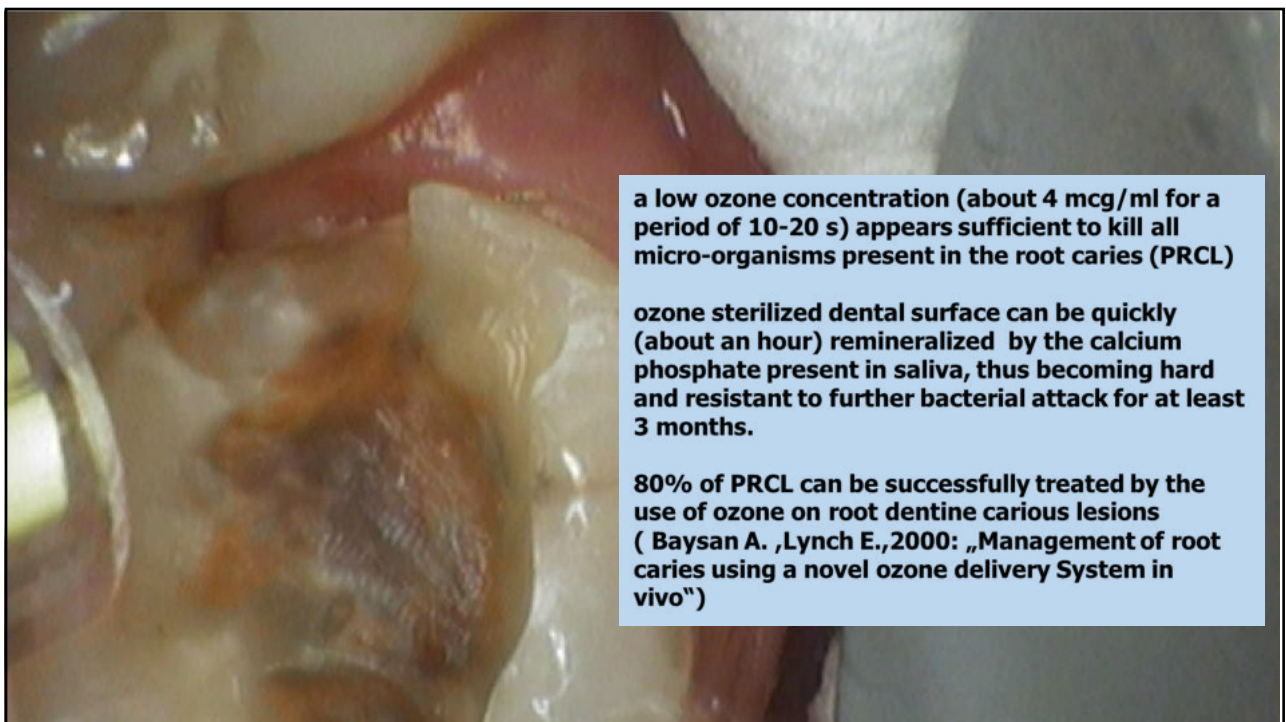 a low ozone concentration (about 4 mcg/ml for a
period of 10-20 s) appears sufficient to kill all
micro-organisms present in the root caries (PRCL)
ozone sterilized dental surface can be quickly
(about an hour) remineralized by the calcium
phosphate present in saliva, thus becoming hard
and resistant to further bacterial attack for at least
3 months.
80% of PRCL can be successfully treated by the
use of ozone on root dentine carious lesions
( Baysan A. ,Lynch E.,2000: „Management of root
caries using a novel ozone delivery System in
vivo“)